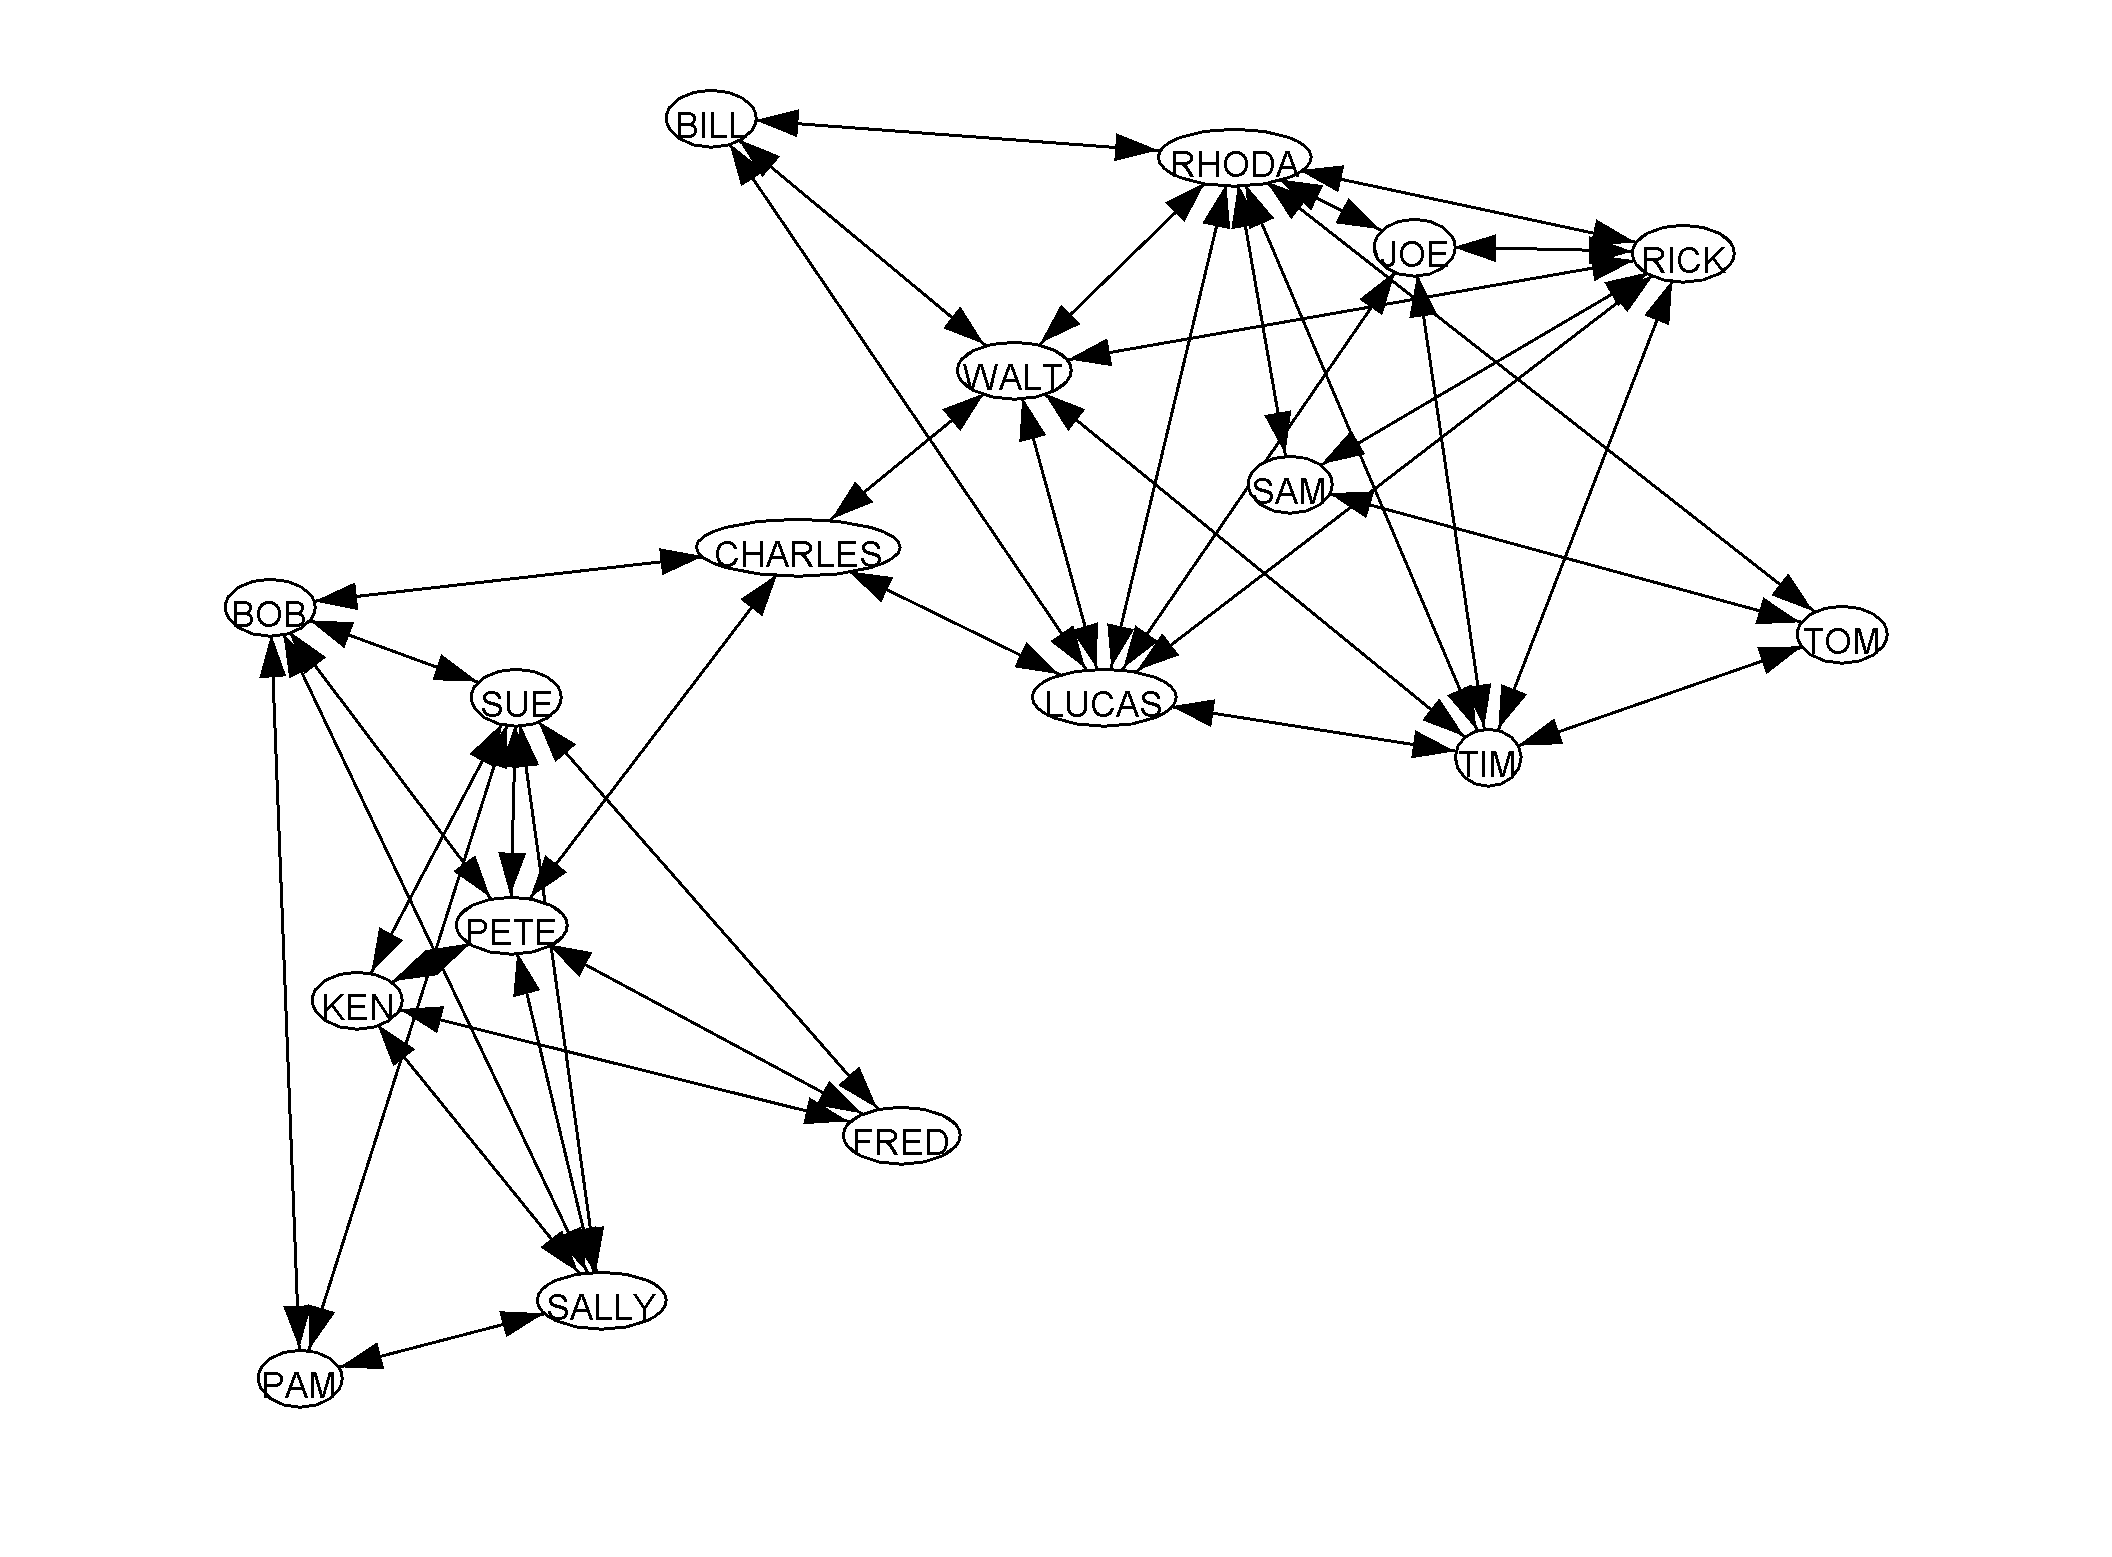 BILL
RHODA
JOE
RICK
WALT
SAM
CHARLES
BOB
TOM
SUE
LUCAS
TIM
PETE
KEN
FRED
SALLY
PAM